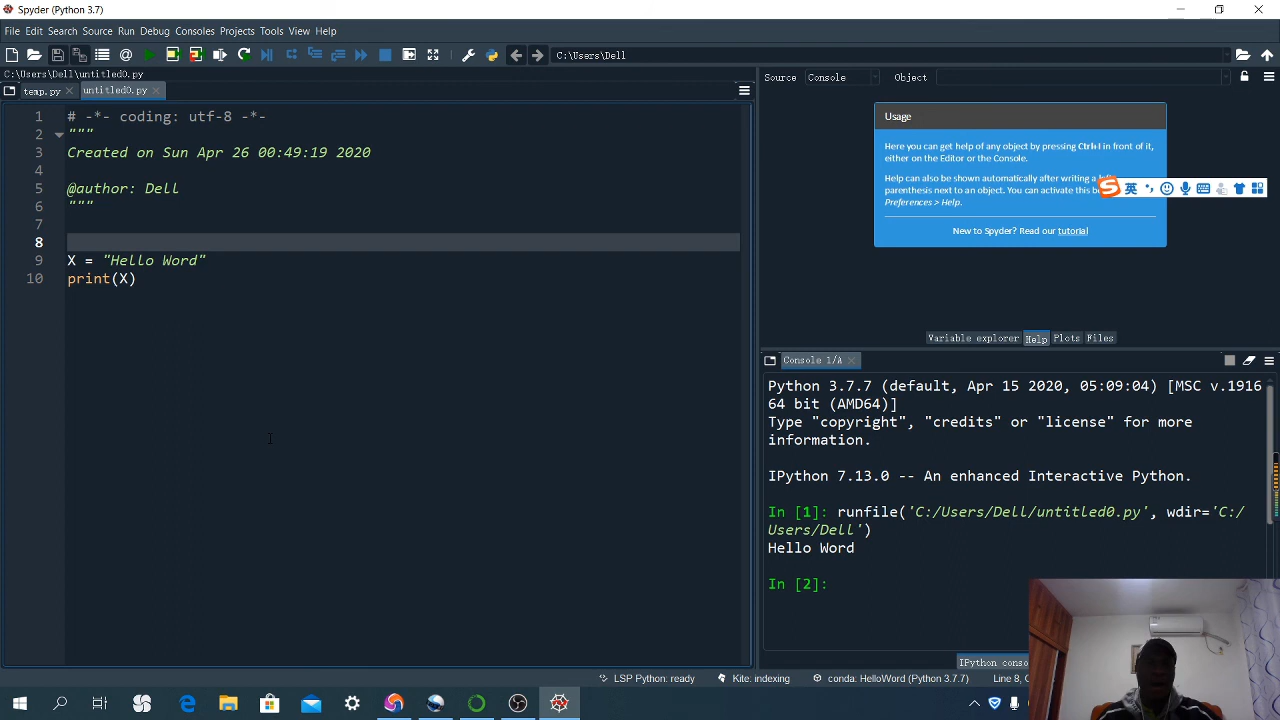 Spyder (Python 3.7)
File Edit Search Source Run Debug Consoles Projects Tools View Help
C:\Users\Dell
C:\Users\Dell\untitled0.py
temp.py
untitled0.py
1 # -*- coding: utf-8 -*-
2 """
3 Created on Sun Apr 26 00:49:19 2020
4
5 @author: Dell
6 """
7
8
9 X = "Hello Word"
10 print(X)
Source Console Object
Usage
Here you can get help of any object by pressing Ctrl+I in front of it,
either on the Editor or the Console.
Help can also be shown automatically after writing a left
parenthesis next to an object. You can activate this
Preferences > Help.
New to Spyder? Read our tutorial
英
Variable explorer Help Plots Files
Console 1/A
Python 3.7.7 (default, Apr 15 2020, 05:09:04) [MSC v.1916
64 bit (AMD64)]
Type "copyright", "credits" or "license" for more
information.
IPython 7.13.0 -- An enhanced Interactive Python.
In [1]: runfile('C:/Users/Dell/untitled0.py', wdir='C:/
Users/Dell')
Hello Word
In [2]:
IPython conso
LSP Python: ready Kite: indexing conda: HelloWord (Python 3.7.7) Line 8, C